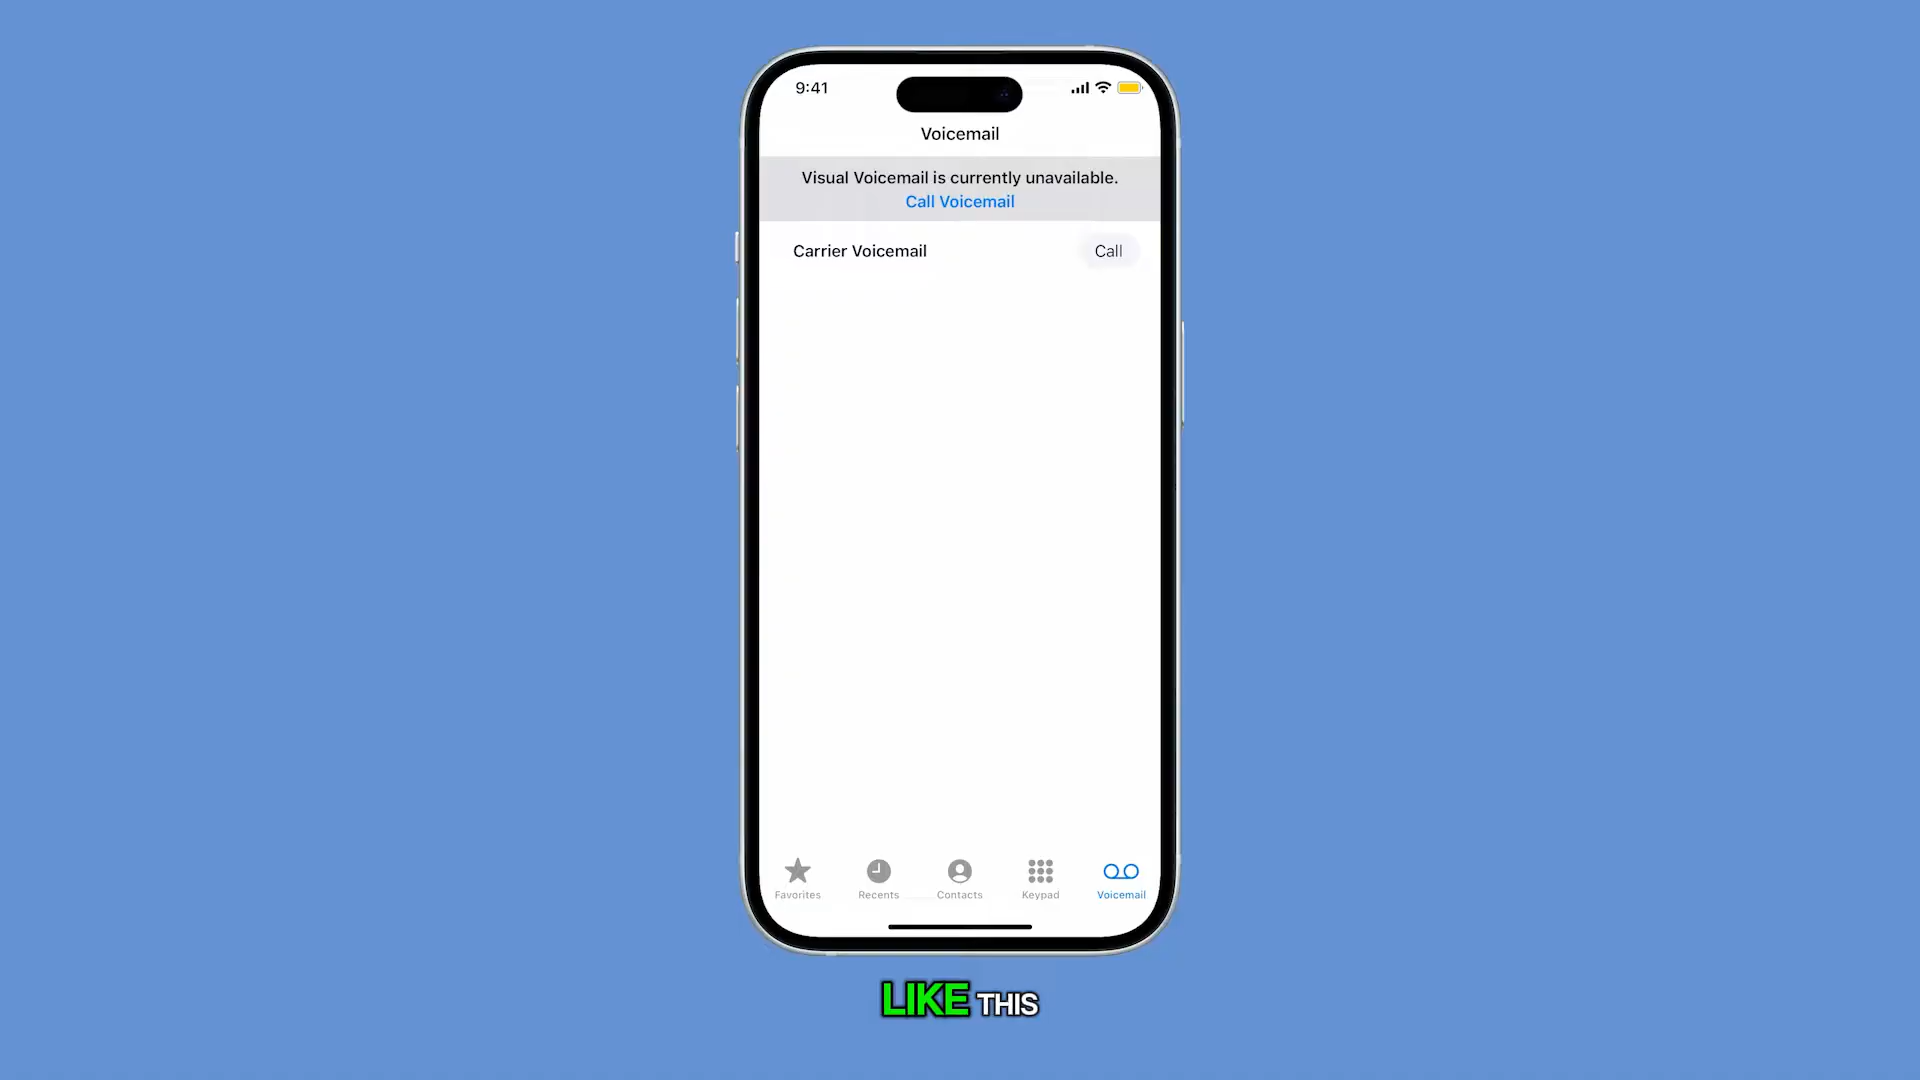 9:41
Voicemail
Visual Voicemail is currently unavailable.
Call Voicemail
Carrier Voicemail
Call
Favorites
Recents
Contacts
Keypad
Voicemail
LIKE THIS